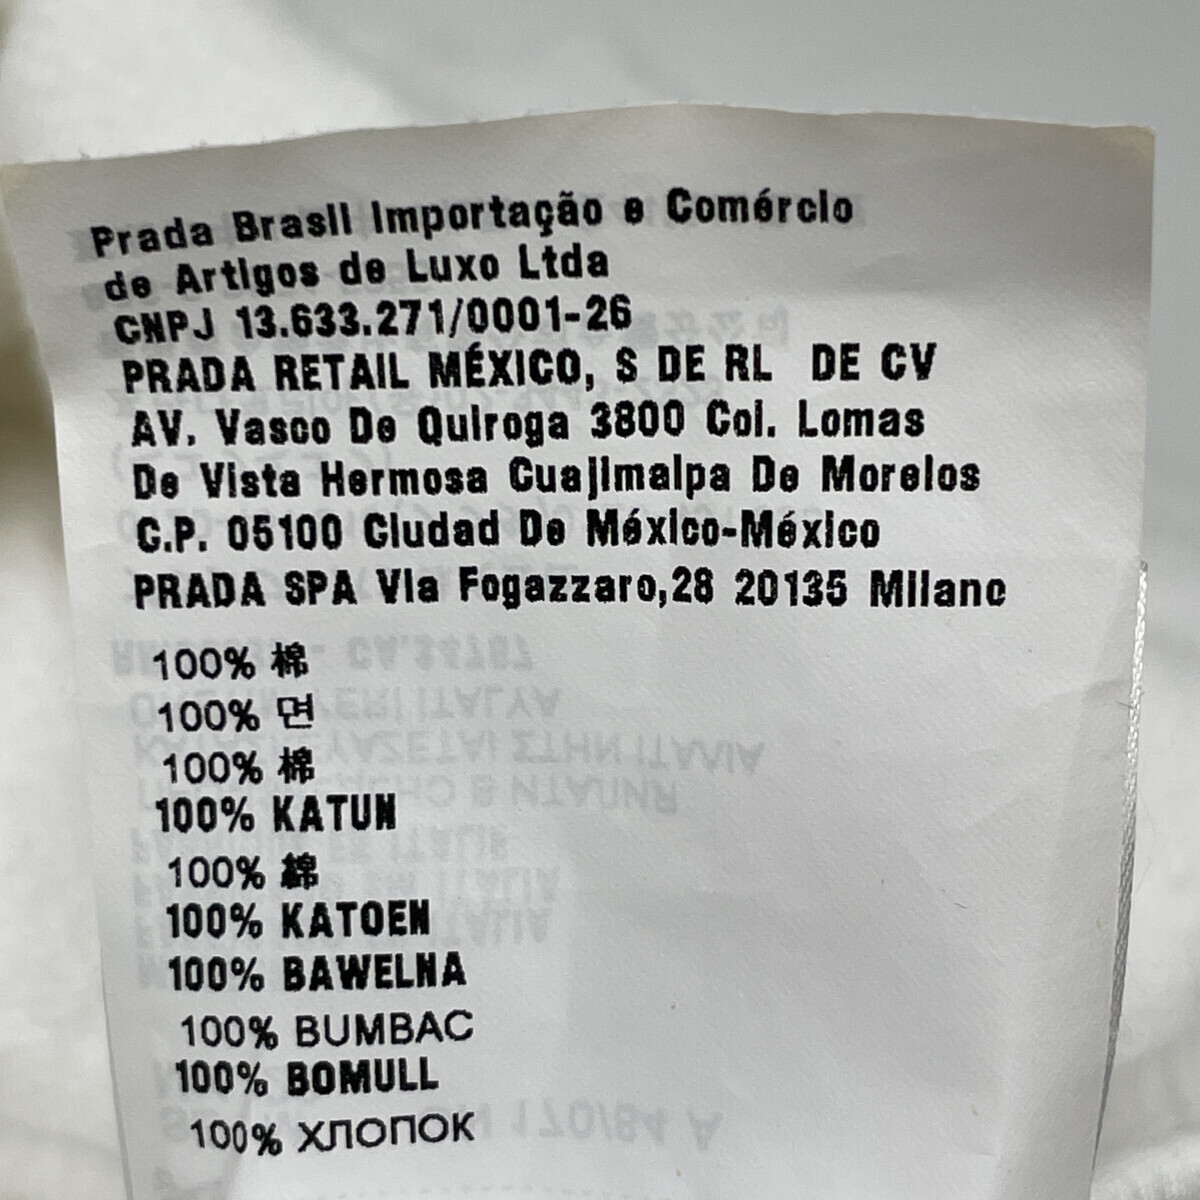 Prada Brasil Importação e Comércio
de Artigos de Luxo Ltda
CNPJ 13.633.271/0001-26
PRADA RETAIL MÉXICO, S DE RL DE CV
AV. Vasco De Quiroga 3800 Col. Lomas
De Vista Hermosa Cuajimalpa De Morelos
C.P. 05100 Ciudad De México-México
PRADA SPA Via Fogazzaro,28 20135 Milano
100% 棉
100% 면
100% 棉
100% KATUN
100% 綿
100% KATOEN
100% BAWELNA
100% BUMBAC
100% BOMULL
100% ХЛОПОК